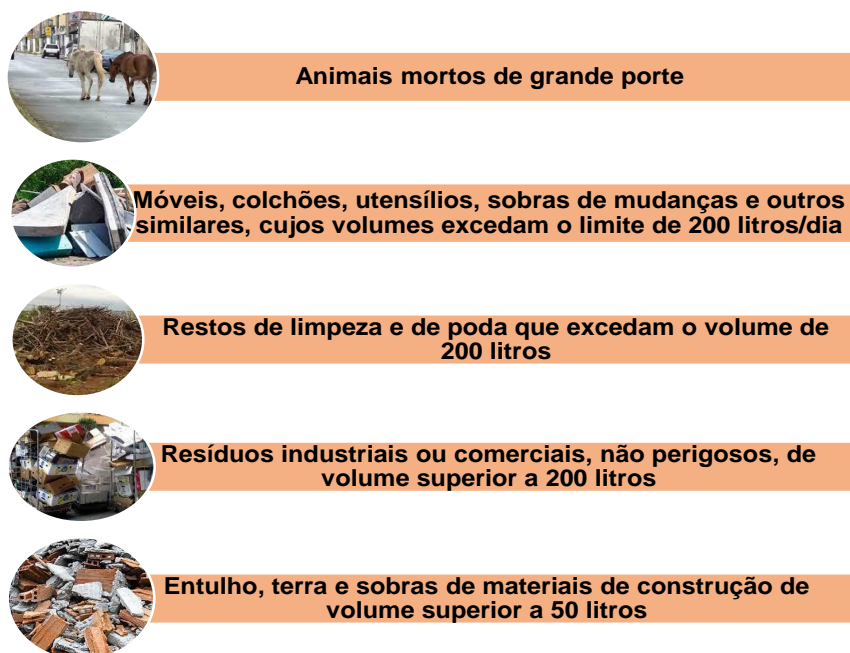 Animais mortos de grande porte
Móveis, colchões, utensílios, sobras de mudanças e outros
similares, cujos volumes excedam o limite de 200 litros/dia
Restos de limpeza e de poda que excedam o volume de
200 litros
Resíduos industriais ou comerciais, não perigosos, de
volume superior a 200 litros
Entulho, terra e sobras de materiais de construção de
volume superior a 50 litros